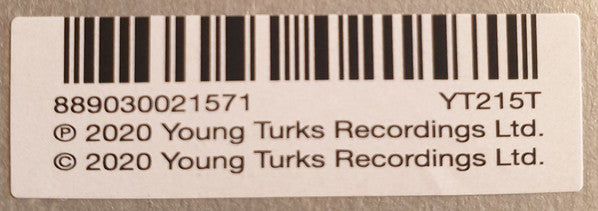 889030021571 YT215T
℗ 2020 Young Turks Recordings Ltd.
© 2020 Young Turks Recordings Ltd.